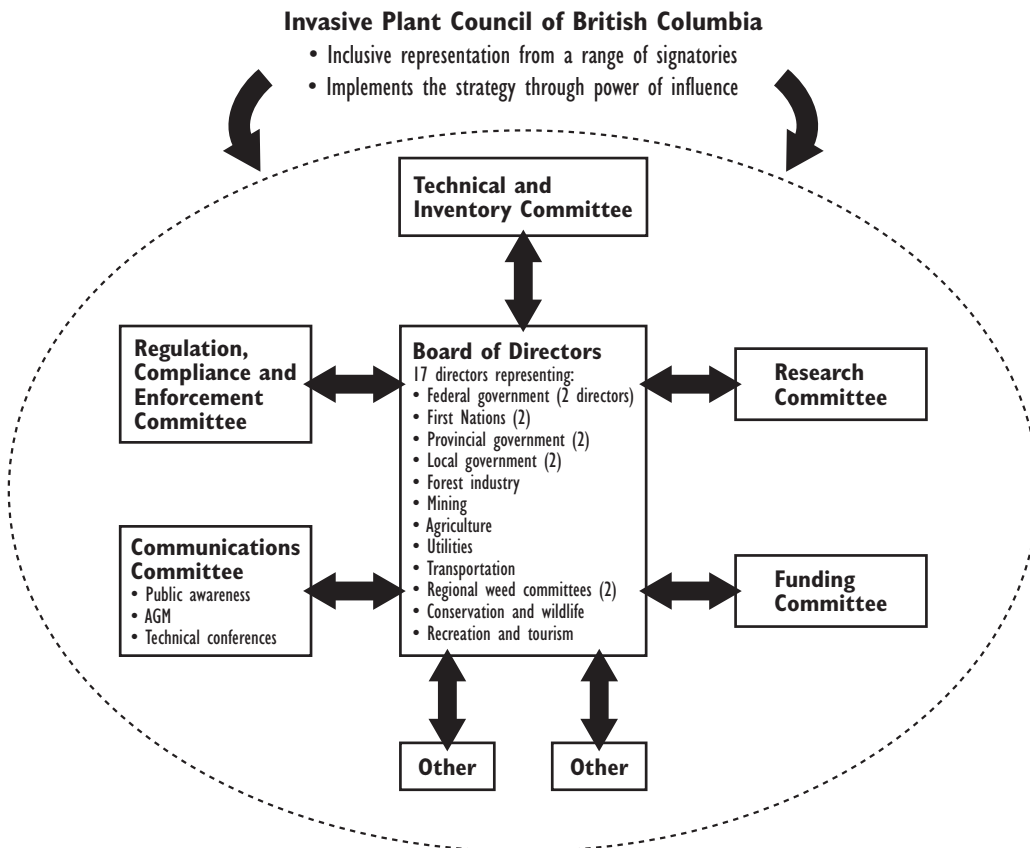 Invasive Plant Council of British Columbia
• Inclusive representation from a range of signatories
• Implements the strategy through power of influence
Technical and
Inventory Committee
Regulation,
Compliance and
Enforcement
Committee
Board of Directors
17 directors representing:
• Federal government (2 directors)
• First Nations (2)
• Provincial government (2)
• Local government (2)
• Forest industry
• Mining
• Agriculture
• Utilities
• Transportation
• Regional weed committees (2)
• Conservation and wildlife
• Recreation and tourism
Research
Committee
Communications
Committee
• Public awareness
• AGM
• Technical conferences
Funding
Committee
Other
Other